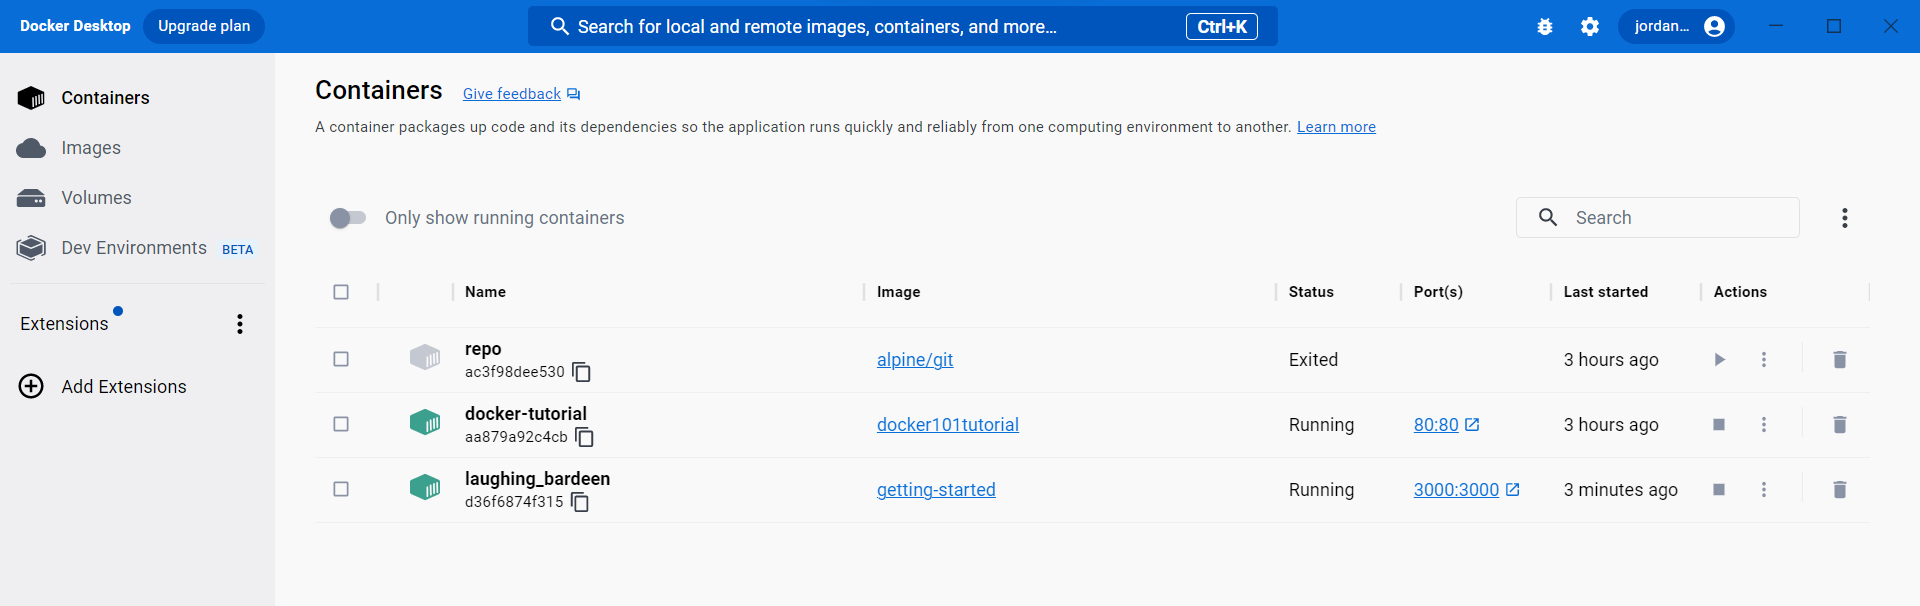 Docker Desktop Upgrade plan Search for local and remote images, containers, and more... Ctrl+K jordan...
Containers
Images
Volumes
Dev Environments BETA
Extensions
Add Extensions
Containers Give feedback
A container packages up code and its dependencies so the application runs quickly and reliably from one computing environment to another. Learn more
Only show running containers Search
Name Image Status Port(s) Last started Actions
repo
ac3f98dee530 alpine/git Exited 3 hours ago
docker-tutorial
aa879a92c4cb docker101tutorial Running 80:80 3 hours ago
laughing_bardeen
d36f6874f315 getting-started Running 3000:3000 3 minutes ago